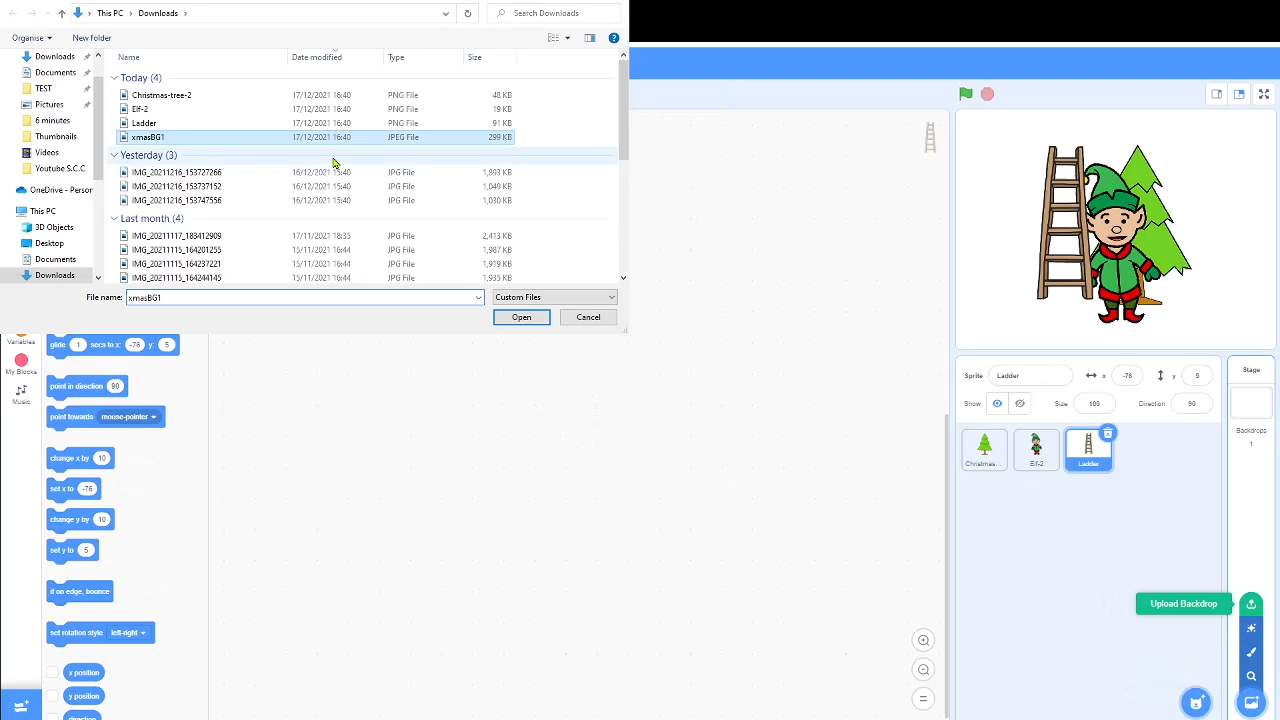 This PC > Downloads >
Search Downloads
Organise
New folder
Name
Date modified
Type
Size
Downloads
Documents
TEST
Pictures
6 minutes
Thumbnails
Videos
Youtube S.C.C
OneDrive - Person
This PC
3D Objects
Desktop
Documents
Downloads
Today (4)
Christmas-tree-2 17/12/2021 16:40 PNG File 48 KB
Elf-2 17/12/2021 16:40 PNG File 19 KB
Ladder 17/12/2021 16:40 PNG File 91 KB
xmasBG1 17/12/2021 16:40 JPEG File 299 KB
Yesterday (3)
IMG_20211216_153727266 16/12/2021 15:40 JPG File 1,893 KB
IMG_20211216_153737152 16/12/2021 15:40 JPG File 1,049 KB
IMG_20211216_153747556 16/12/2021 15:40 JPG File 1,030 KB
Last month (4)
IMG_20211117_183412909 17/11/2021 18:35 JPG File 2,413 KB
IMG_20211115_164201255 15/11/2021 16:44 JPG File 1,987 KB
IMG_20211115_164237221 15/11/2021 16:44 JPG File 1,919 KB
IMG_20211115_164244145 15/11/2021 16:44 JPG File 1,935 KB
File name: xmasBG1
Custom Files
Open
Cancel
Variables
My Blocks
Music
glide 1 secs to x: -76 y: 5
point in direction 90
point towards mouse-pointer
change x by 10
set x to -76
change y by 10
set y to 5
if on edge, bounce
set rotation style left-right
x position
y position
direction
Sprite Ladder x -76 y 5
Show Size 100 Direction 90
Christmas...
Elf-2
Ladder
Stage
Backdrops
1
Upload Backdrop